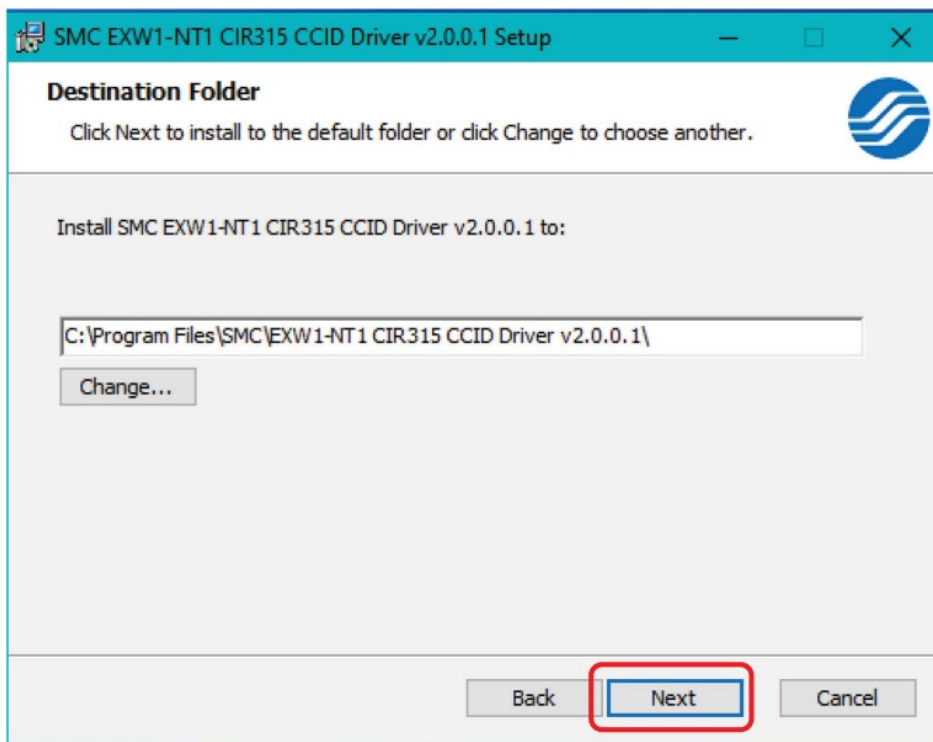 SMC EXW1-NT1 CIR315 CCID Driver v2.0.0.1 Setup
Destination Folder
Click Next to install to the default folder or click Change to choose another.
Install SMC EXW1-NT1 CIR315 CCID Driver v2.0.0.1 to:
C:\Program Files\SMC\EXW1-NT1 CIR315 CCID Driver v2.0.0.1\
Change...
Back Next Cancel